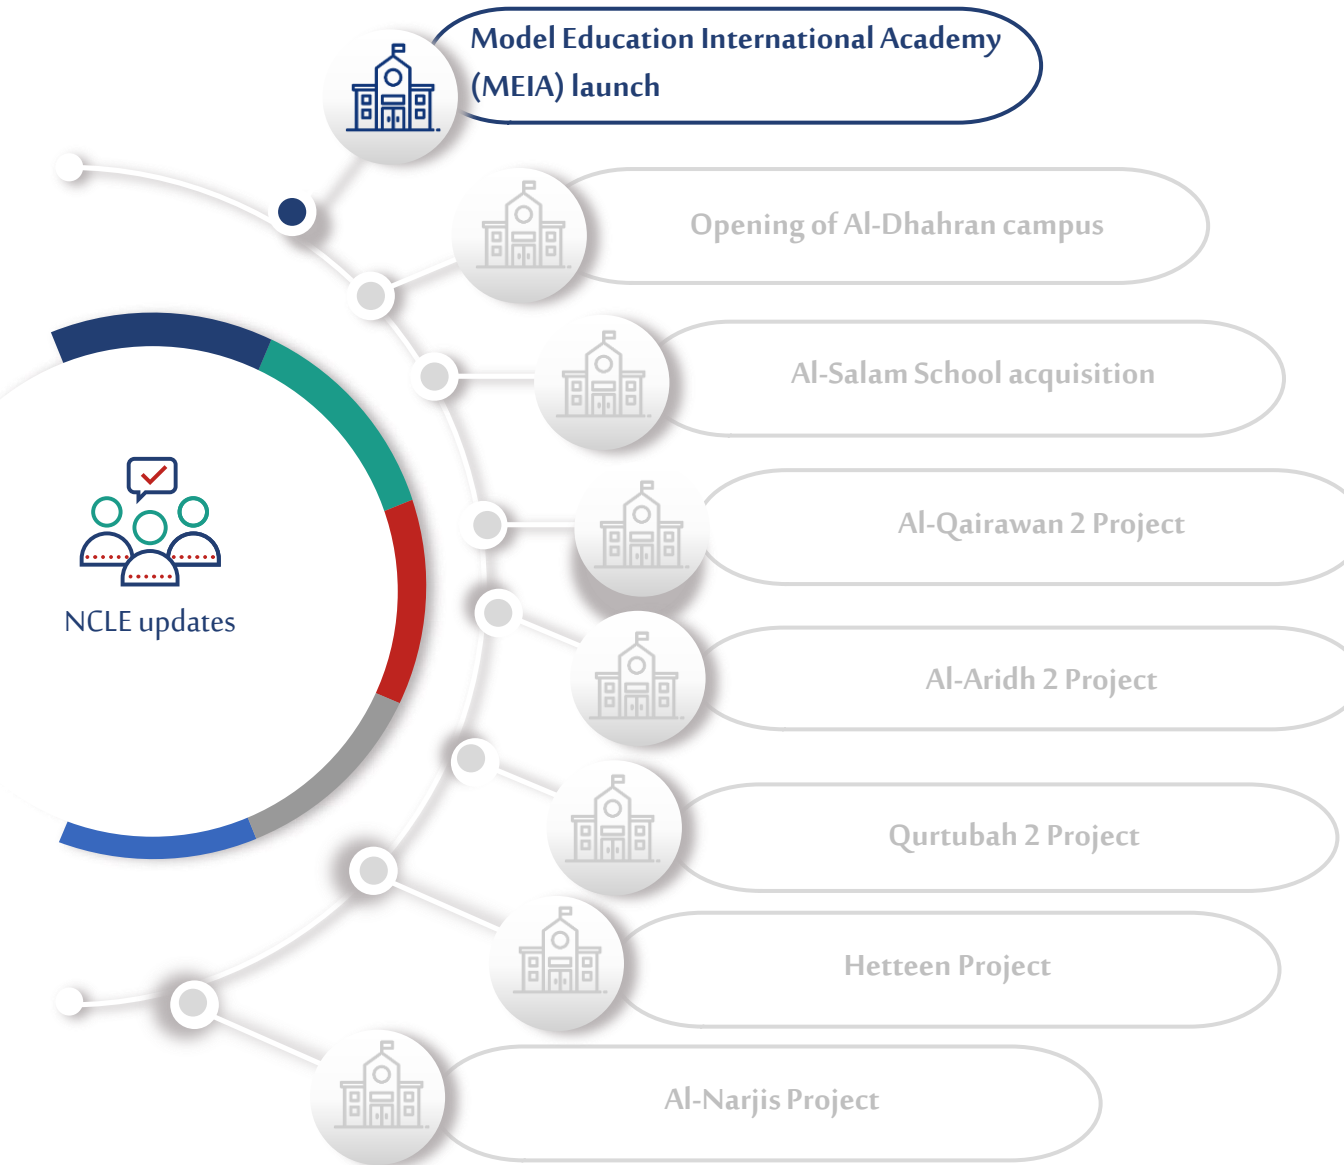 Model Education International Academy
(MEIA) launch
Opening of Al-Dhahran campus
Al-Salam School acquisition
Al-Qairawan 2 Project
NCLE updates
Al-Aridh 2 Project
Qurtubah 2 Project
Hetteen Project
Al-Narjis Project